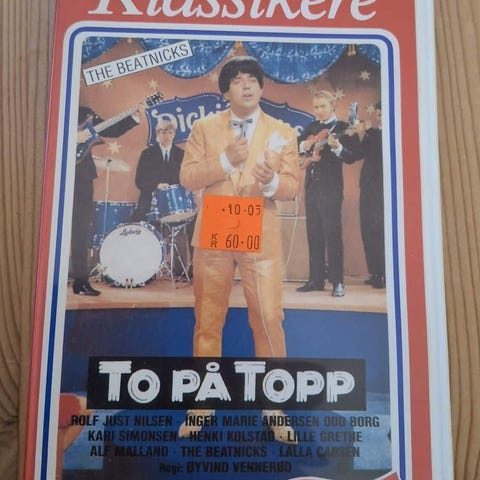 Klassikere
THE BEATNICKS
Dickie
Ludwig
10.05
KR 60.00
TO PÅ TOPP
ROLF JUST NILSEN · INGER MARIE ANDERSEN ODD BORG
KARI SIMONSEN · HENKI KOLSTAD · LILLE GRETHE
ALF MALLAND · THE BEATNICKS · LALLA CARLSEN
Regi: ØYVIND VENNERØD